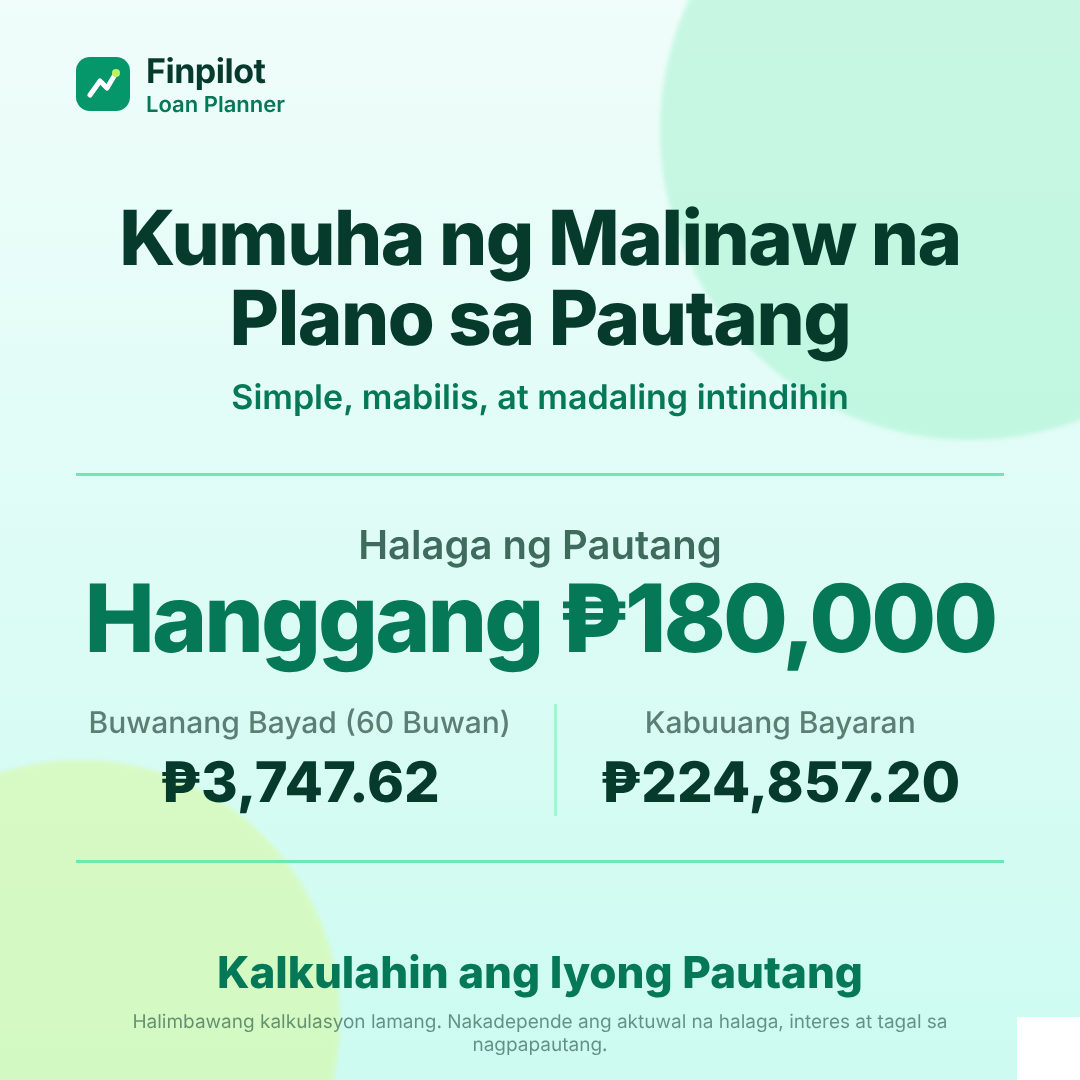 Finpilot
Loan Planner
Kumuha ng Malinaw na
Plano sa Pautang
Simple, mabilis, at madaling intindihin
Halaga ng Pautang
Hanggang ₱180,000
Buwanang Bayad (60 Buwan)
₱3,747.62
Kabuuang Bayaran
₱224,857.20
Kalkulahin ang Iyong Pautang
Halimbawang kalkulasyon lamang. Nakadepende ang aktuwal na halaga, interes at tagal sa
nagpapautang.